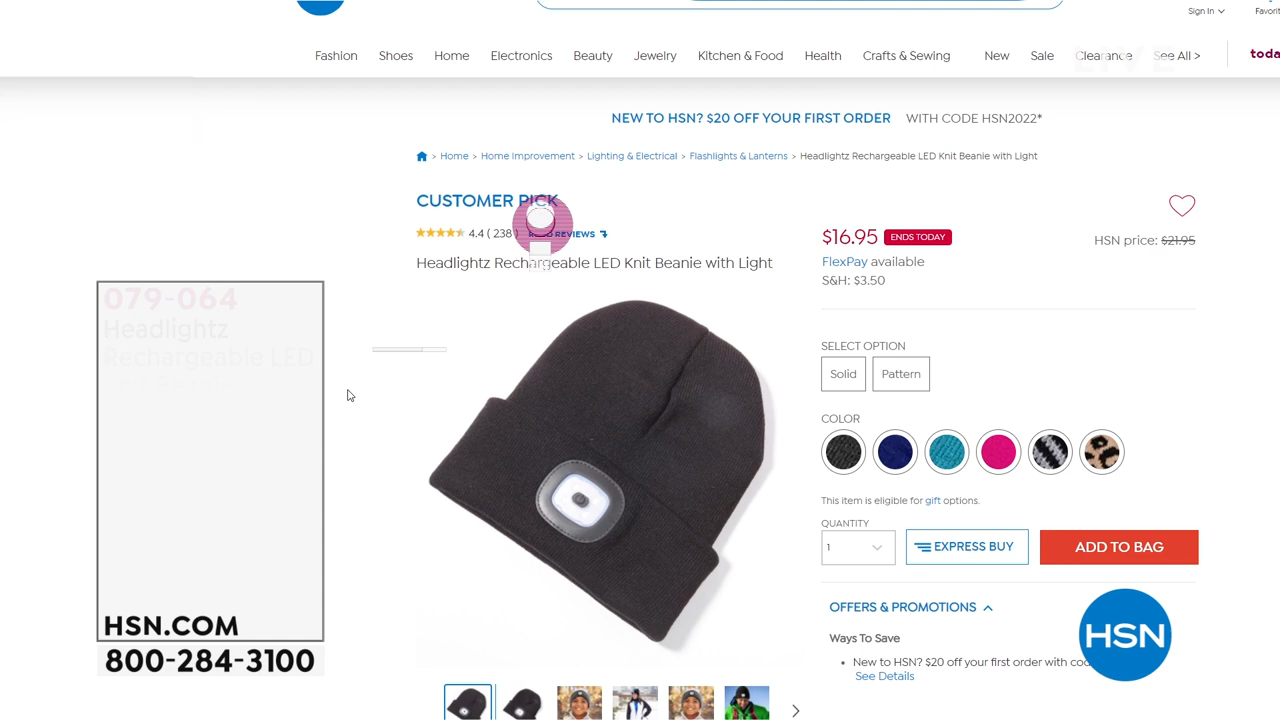 Sign In
Favorit
Fashion Shoes Home Electronics Beauty Jewelry Kitchen & Food Health Crafts & Sewing New Sale Clearance See All >
toda
NEW TO HSN? $20 OFF YOUR FIRST ORDER WITH CODE HSN2022*
> Home > Home Improvement > Lighting & Electrical > Flashlights & Lanterns > Headlightz Rechargeable LED Knit Beanie with Light
CUSTOMER PICK
4.4 ( 238 ) READ REVIEWS
Headlightz Rechargeable LED Knit Beanie with Light
$16.95 ENDS TODAY
HSN price: $21.95
FlexPay available
S&H: $3.50
SELECT OPTION
Solid Pattern
COLOR
This item is eligible for gift options.
QUANTITY
1
EXPRESS BUY
ADD TO BAG
OFFERS & PROMOTIONS
Ways To Save
• New to HSN? $20 off your first order with cod
See Details
HSN
079-064
Headlightz
Rechargeable LED
HSN.COM
800-284-3100